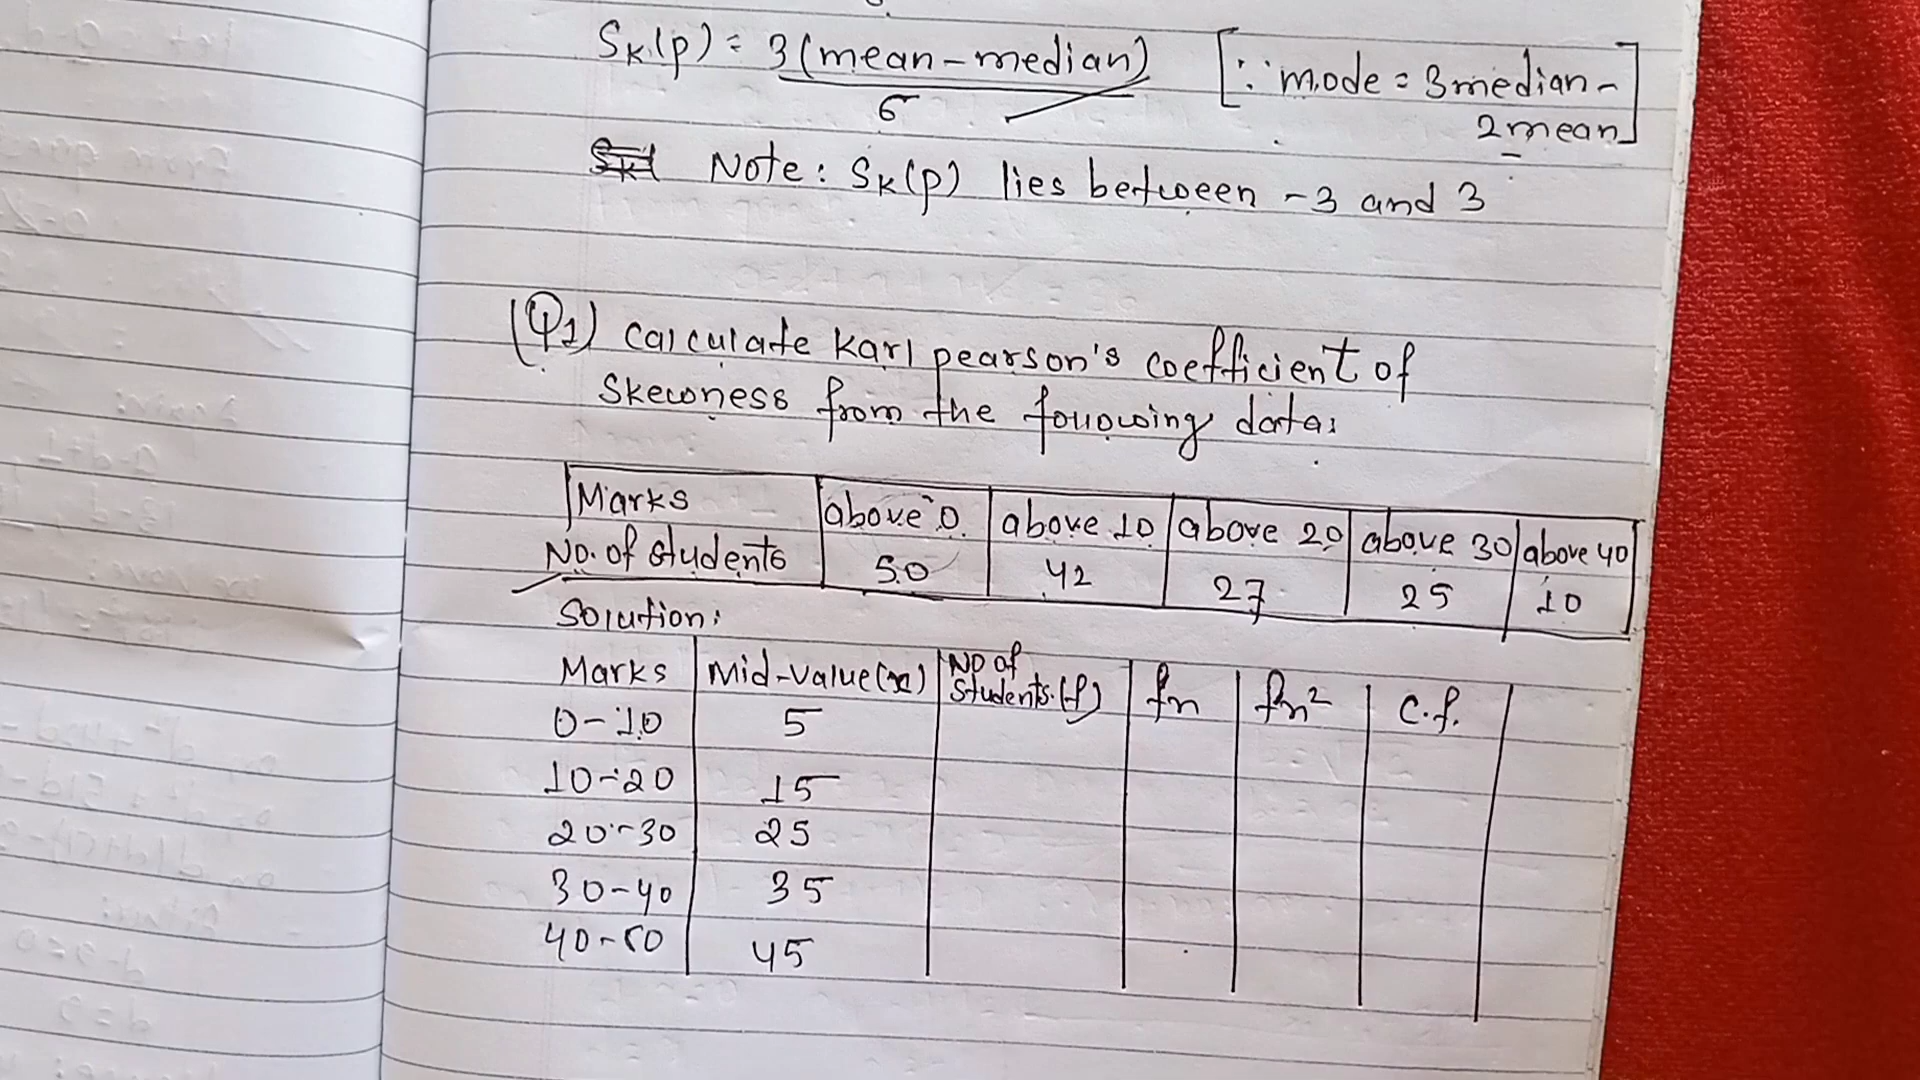 Sk(p) = 3(mean-median) [∵ mode = 3median-
σ 2mean]
Note: Sk(p) lies between -3 and 3
(Q1) calculate Karl pearson's coefficient of
Skewness from the following data:
Marks above 0 above 10 above 20 above 30 above 40
No. of students 50 42 27 25 10
Solution:
Marks Mid-value(x) No of Students (f) fx fx² C.f.
0-10 5
10-20 15
20-30 25
30-40 35
40-50 45